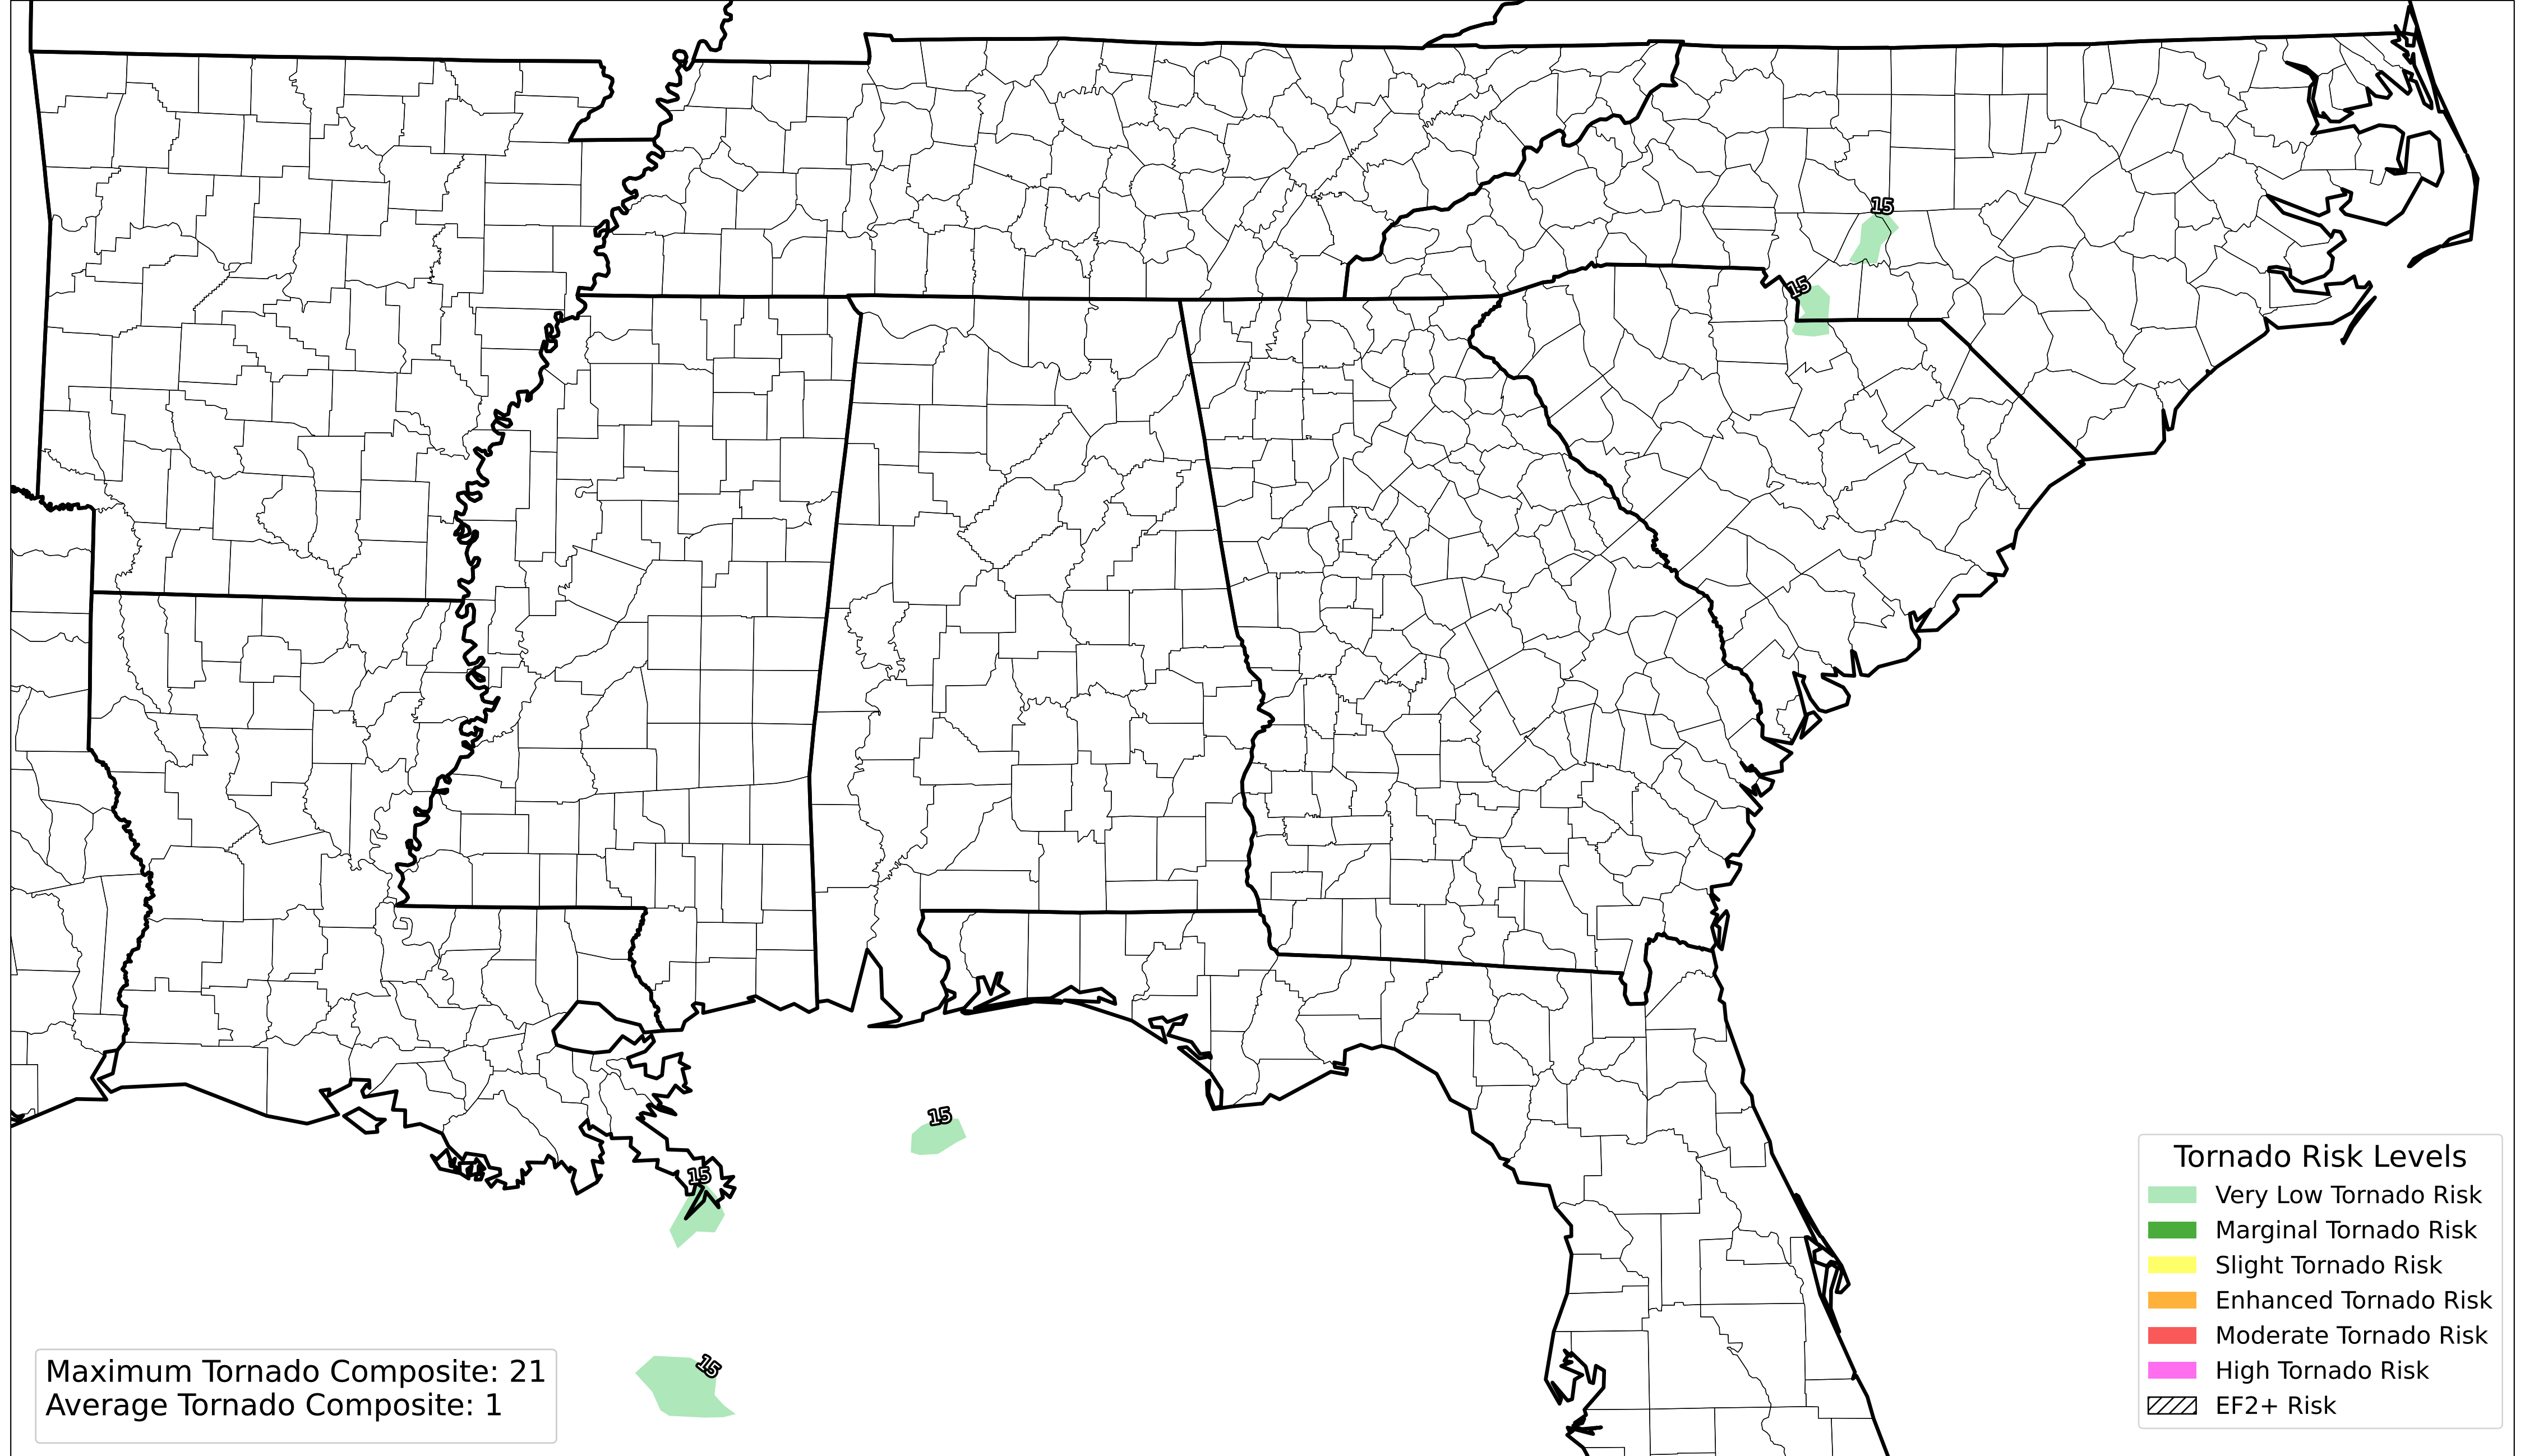 15
15
15
15
15
Maximum Tornado Composite: 21
Average Tornado Composite: 1
Tornado Risk Levels
Very Low Tornado Risk
Marginal Tornado Risk
Slight Tornado Risk
Enhanced Tornado Risk
Moderate Tornado Risk
High Tornado Risk
EF2+ Risk